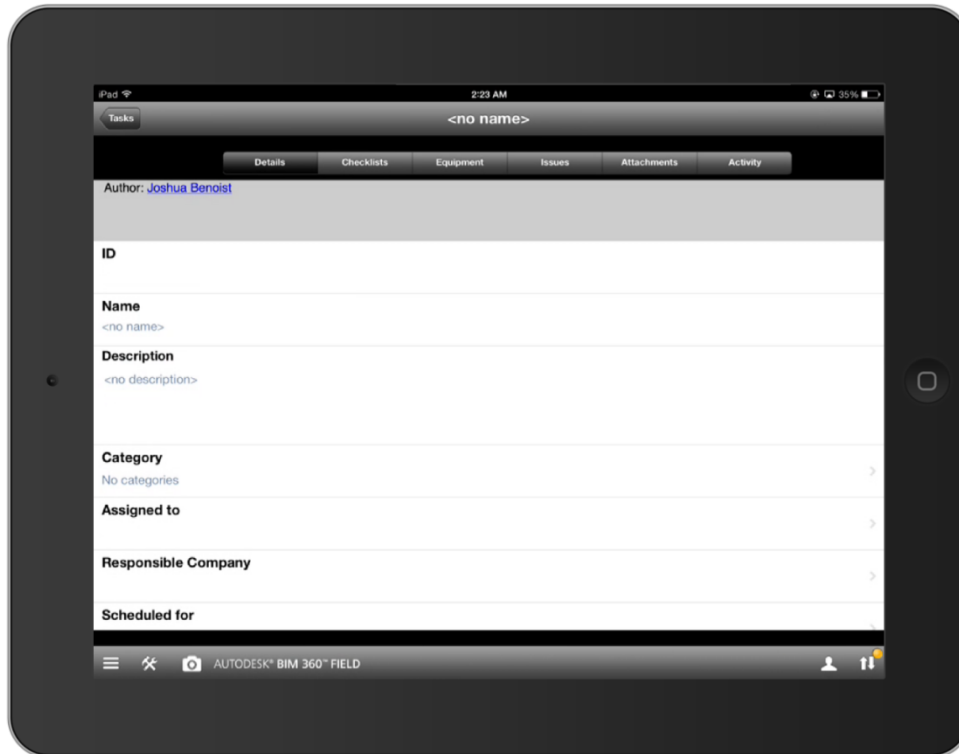 iPad 2:23 AM 35%
Tasks <no name>
Details Checklists Equipment Issues Attachments Activity
Author: Joshua Benoist
ID
Name
<no name>
Description
<no description>
Category
No categories
Assigned to
Responsible Company
Scheduled for
AUTODESK® BIM 360™ FIELD